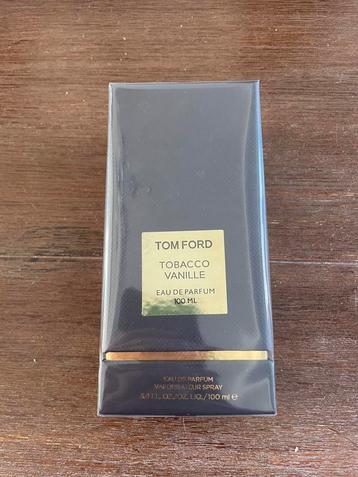 TOM FORD
TOBACCO
VANILLE
EAU DE PARFUM
100 ML
EAU DE PARFUM
VAPORISATEUR SPRAY
3.4 FL. OZ./OZ. LIQ./100 ml e